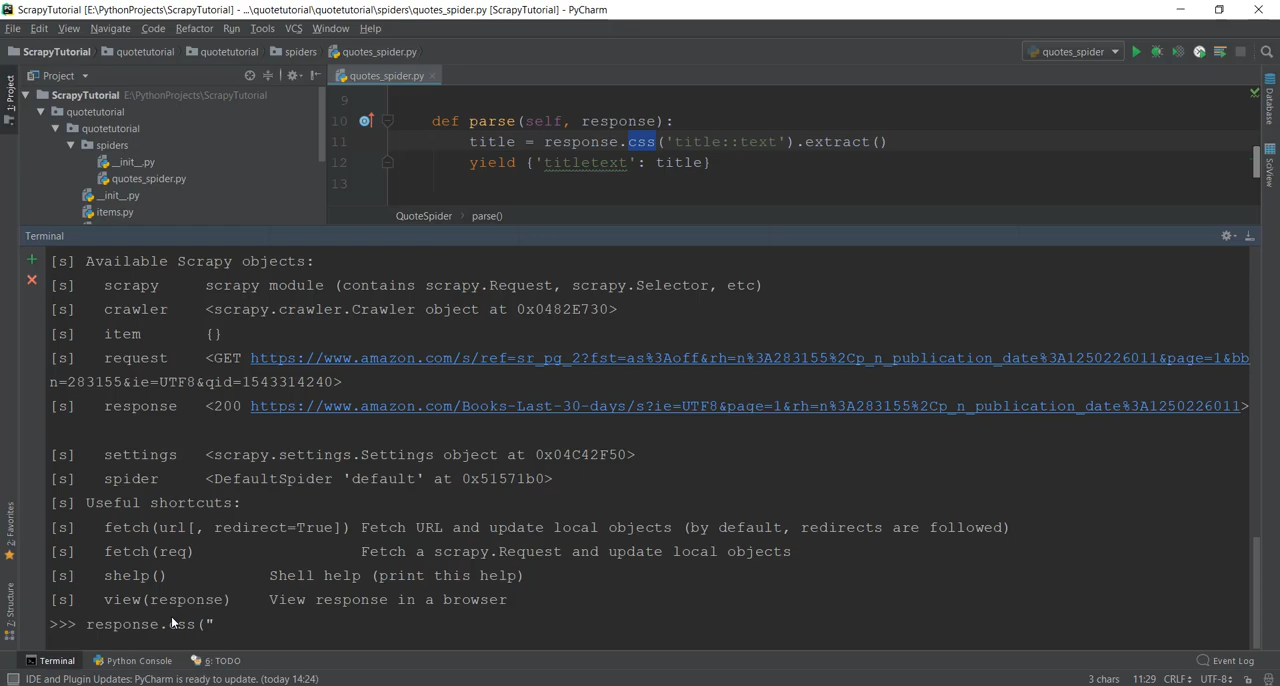 ScrapyTutorial [E:\PythonProjects\ScrapyTutorial] - ...\quotetutorial\quotetutorial\spiders\quotes_spider.py [ScrapyTutorial] - PyCharm
File Edit View Navigate Code Refactor Run Tools VCS Window Help
ScrapyTutorial quotetutorial quotetutorial spiders quotes_spider.py quotes_spider
Project quotes_spider.py
1: Project
ScrapyTutorial E:\PythonProjects\ScrapyTutorial
quotetutorial
quotetutorial
spiders
__init__.py
quotes_spider.py
__init__.py
items.py
9
10 def parse(self, response):
11 title = response.css('title::text').extract()
12 yield {'titletext': title}
13
QuoteSpider parse()
Database
SciView
Terminal
[s] Available Scrapy objects:
[s] scrapy scrapy module (contains scrapy.Request, scrapy.Selector, etc)
[s] crawler <scrapy.crawler.Crawler object at 0x0482E730>
[s] item {}
[s] request <GET https://www.amazon.com/s/ref=sr_pg_2?fst=as%3Aoff&rh=n%3A283155%2Cp_n_publication_date%3A1250226011&page=1&bb
n=283155&ie=UTF8&qid=1543314240>
[s] response <200 https://www.amazon.com/Books-Last-30-days/s?ie=UTF8&page=1&rh=n%3A283155%2Cp_n_publication_date%3A1250226011>
[s] settings <scrapy.settings.Settings object at 0x04C42F50>
[s] spider <DefaultSpider 'default' at 0x51571b0>
[s] Useful shortcuts:
[s] fetch(url[, redirect=True]) Fetch URL and update local objects (by default, redirects are followed)
[s] fetch(req) Fetch a scrapy.Request and update local objects
[s] shelp() Shell help (print this help)
[s] view(response) View response in a browser
>>> response.css("
2: Favorites
7: Structure
Terminal Python Console 6: TODO Event Log
IDE and Plugin Updates: PyCharm is ready to update. (today 14:24) 3 chars 11:29 CRLF UTF-8